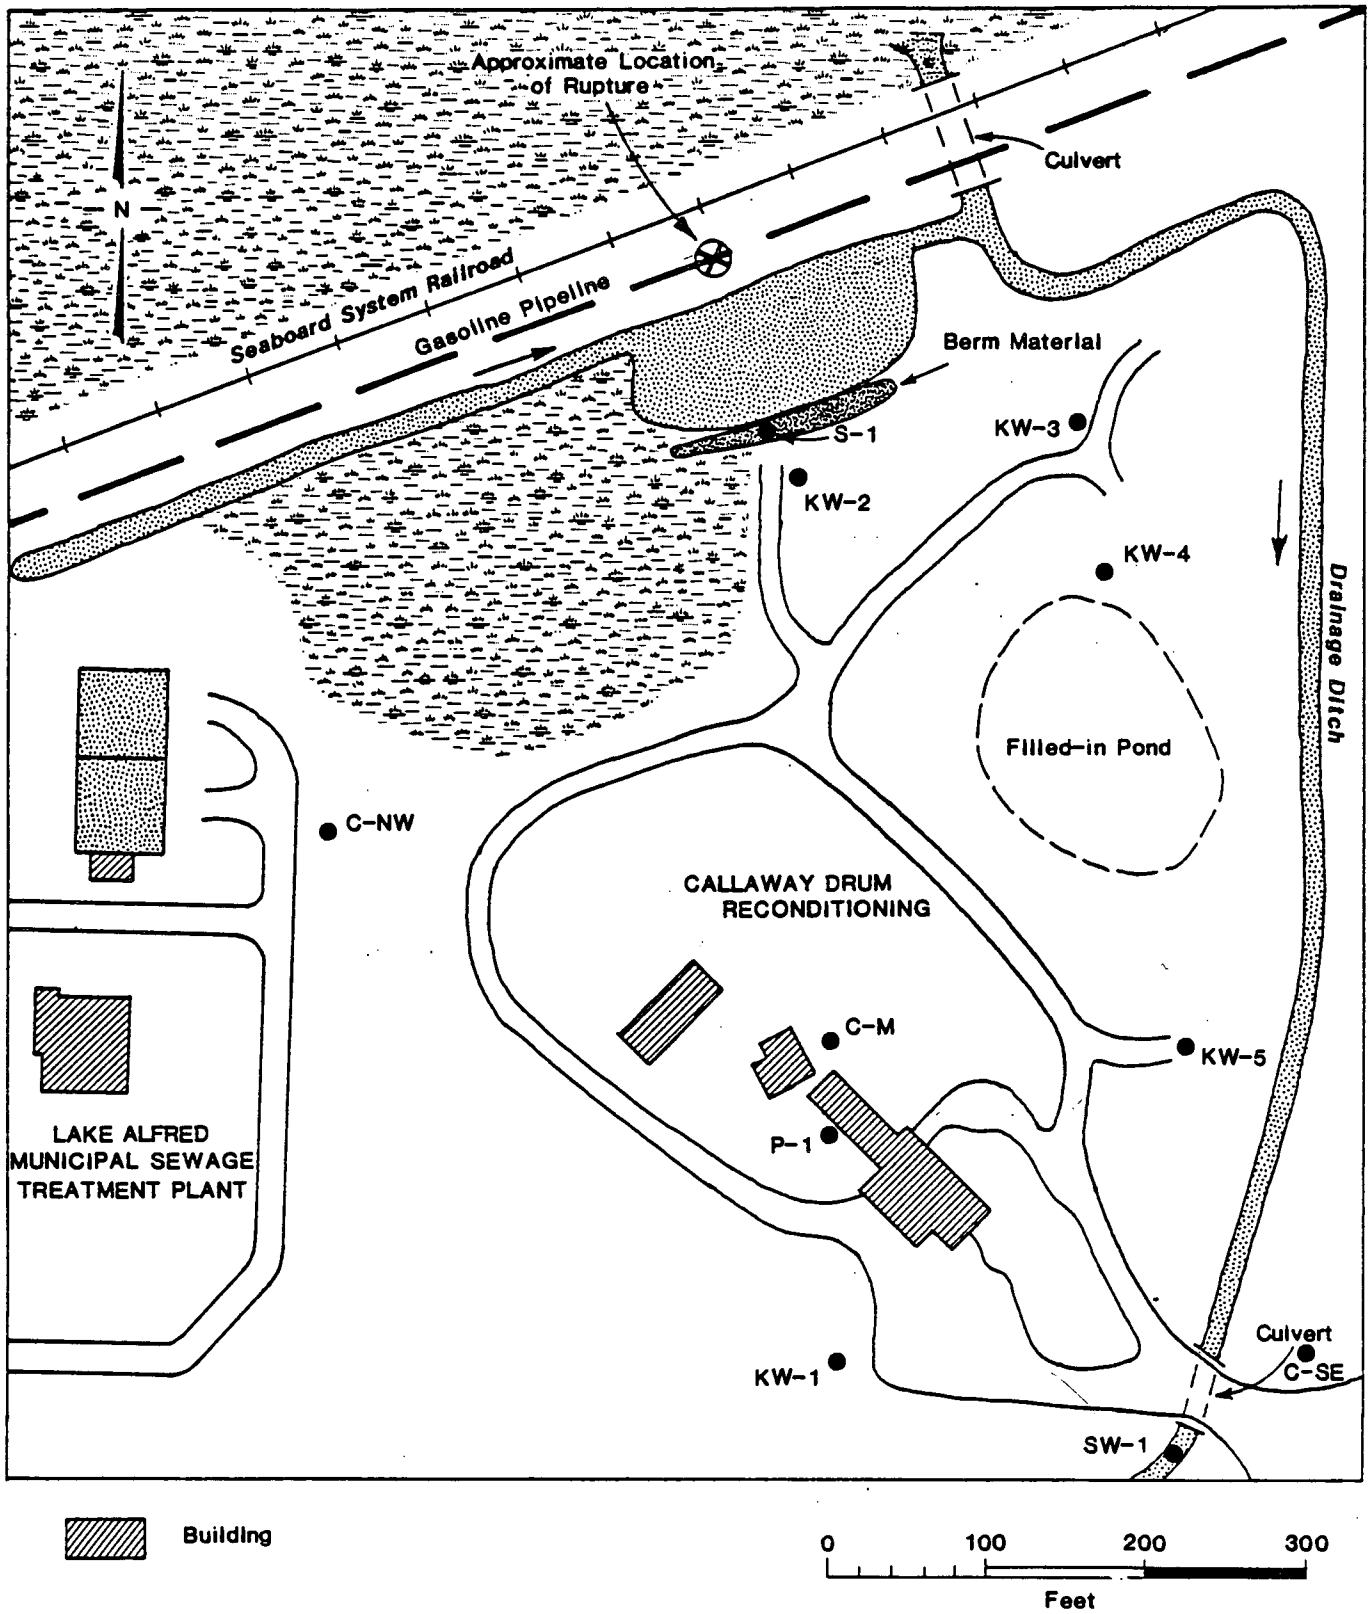 Approximate Location
of Rupture
Culvert
N
Seaboard System Railroad
Gasoline Pipeline
Berm Material
S-1
KW-3
KW-2
KW-4
Drainage Ditch
Filled-in Pond
C-NW
CALLAWAY DRUM
RECONDITIONING
C-M
KW-5
P-1
LAKE ALFRED
MUNICIPAL SEWAGE
TREATMENT PLANT
Culvert
C-SE
KW-1
SW-1
Building
0 100 200 300
Feet